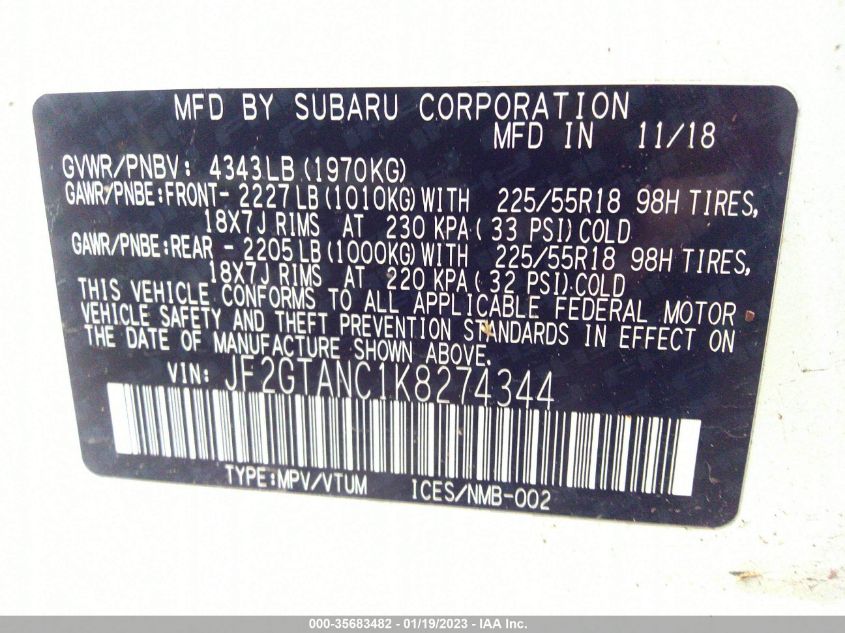 MFD BY SUBARU CORPORATION
MFD IN 11/18
GVWR/PNBV: 4343LB (1970KG)
GAWR/PNBE:FRONT- 2227LB (1010KG) WITH 225/55R18 98H TIRES,
18X7J RIMS AT 230 KPA ( 33 PSI) COLD
GAWR/PNBE:REAR - 2205LB (1000KG) WITH 225/55R18 98H TIRES,
18X7J RIMS AT 220 KPA ( 32 PSI) COLD
THIS VEHICLE CONFORMS TO ALL APPLICABLE FEDERAL MOTOR
VEHICLE SAFETY AND THEFT PREVENTION STANDARDS IN EFFECT ON
THE DATE OF MANUFACTURE SHOWN ABOVE.
VIN: JF2GTANC1K8274344
TYPE:MPV/VTUM ICES/NMB-002
000-35683482 - 01/19/2023 - IAA Inc.